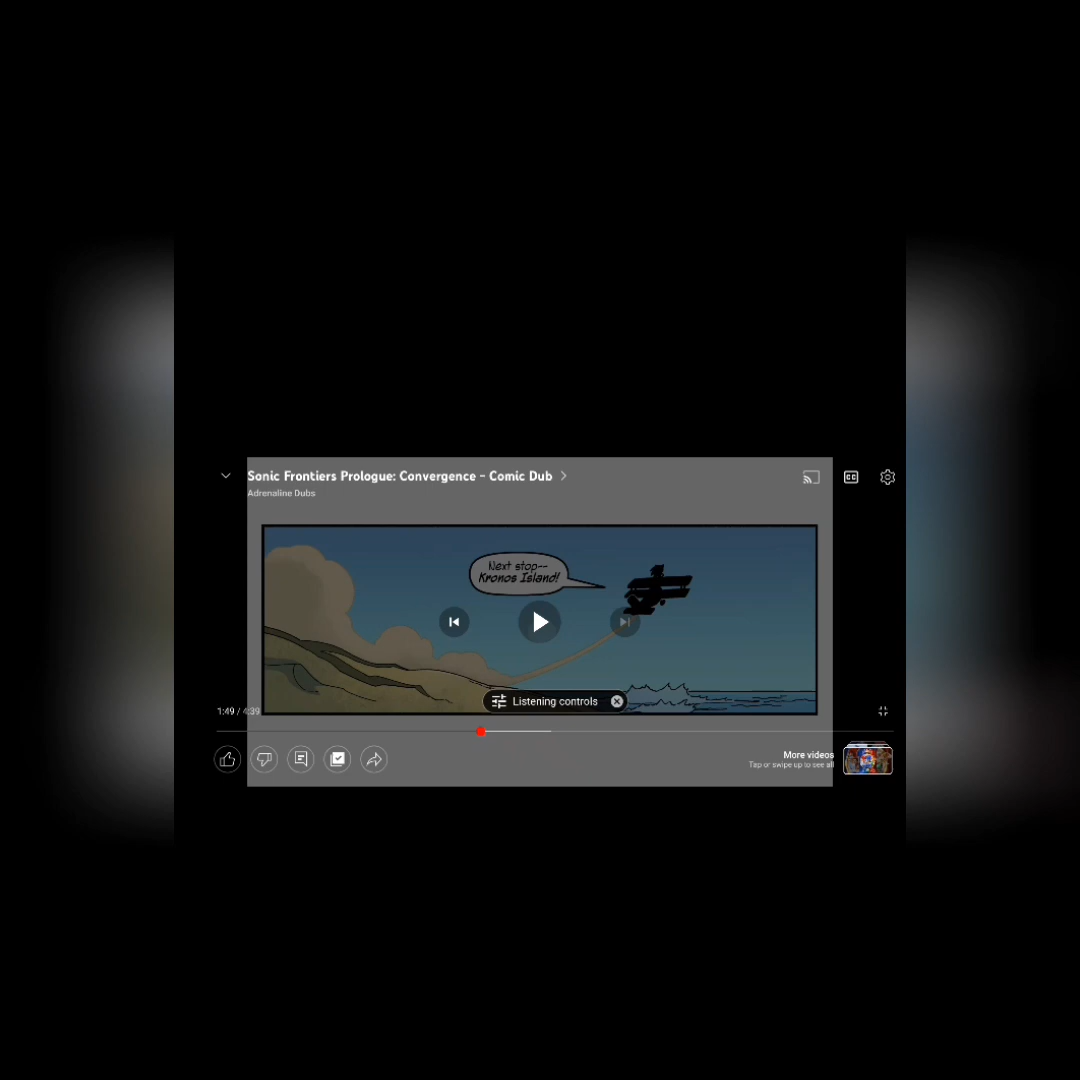 Sonic Frontiers Prologue: Convergence - Comic Dub
Adrenaline Dubs
Next stop--
Kronos Island!
CC
Listening controls
1:49 / 4:39
More videos
Tap or swipe up to see all